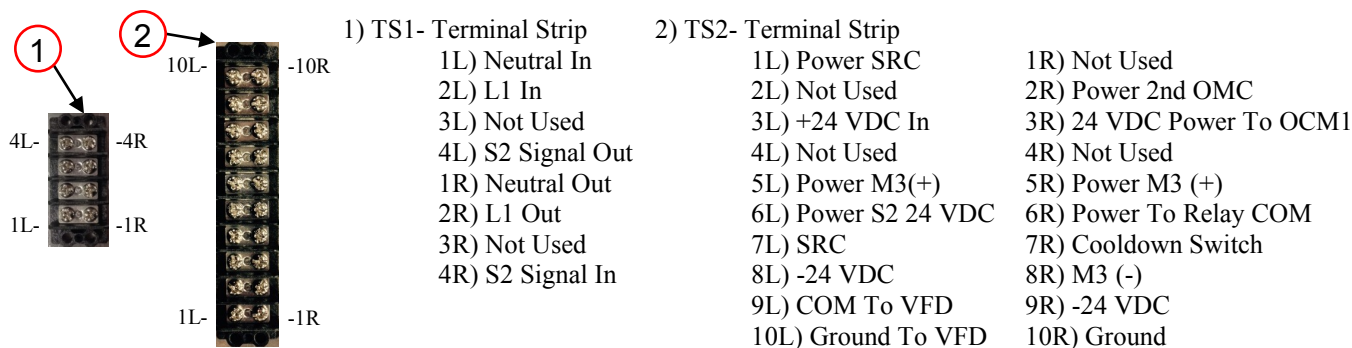 1
2
10L-
-10R
4L-
-4R
1L-
-1R
1L-
-1R
1) TS1- Terminal Strip
1L) Neutral In
2L) L1 In
3L) Not Used
4L) S2 Signal Out
1R) Neutral Out
2R) L1 Out
3R) Not Used
4R) S2 Signal In
2) TS2- Terminal Strip
1L) Power SRC
2L) Not Used
3L) +24 VDC In
4L) Not Used
5L) Power M3(+)
6L) Power S2 24 VDC
7L) SRC
8L) -24 VDC
9L) COM To VFD
10L) Ground To VFD
1R) Not Used
2R) Power 2nd OMC
3R) 24 VDC Power To OCM1
4R) Not Used
5R) Power M3 (+)
6R) Power To Relay COM
7R) Cooldown Switch
8R) M3 (-)
9R) -24 VDC
10R) Ground